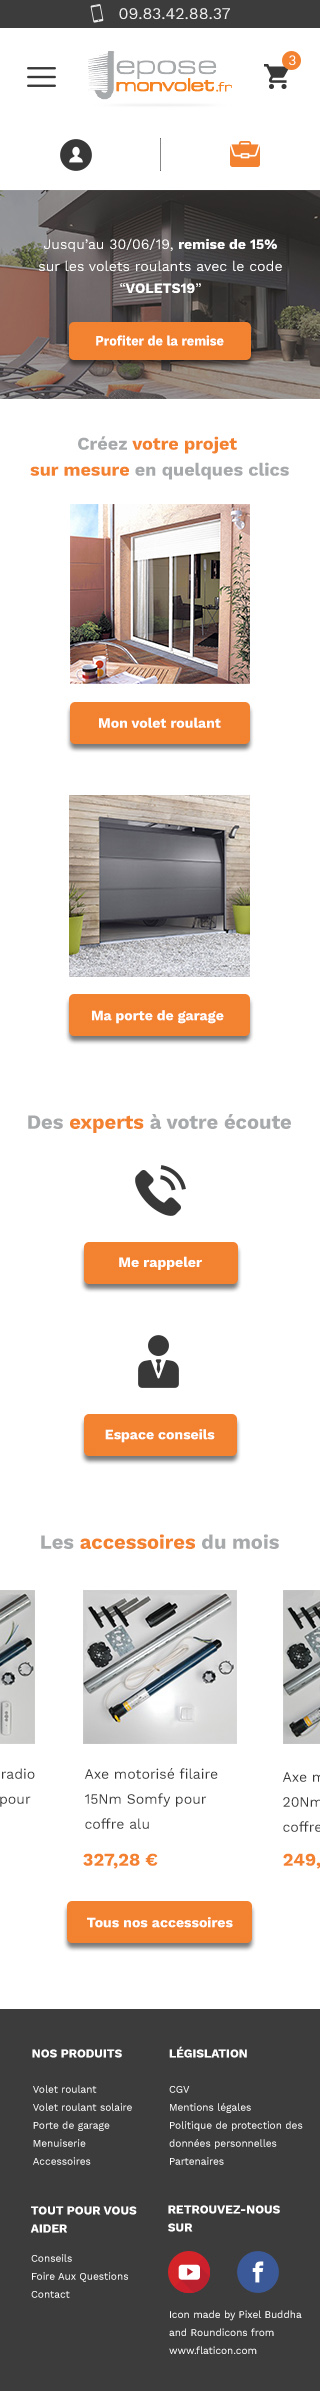 09.83.42.88.37
Jepose
monvolet.fr
3
Jusqu'au 30/06/19, remise de 15%
sur les volets roulants avec le code
“VOLETS19”
Profiter de la remise
Créez votre projet
sur mesure en quelques clics
Mon volet roulant
Ma porte de garage
Des experts à votre écoute
Me rappeler
Espace conseils
Les accessoires du mois
radio
pour
Axe motorisé filaire
15Nm Somfy pour
coffre alu
327,28 €
Axe m
20Nm
coffre
249,
Tous nos accessoires
NOS PRODUITS
Volet roulant
Volet roulant solaire
Porte de garage
Menuiserie
Accessoires
LÉGISLATION
CGV
Mentions légales
Politique de protection des
données personnelles
Partenaires
TOUT POUR VOUS
AIDER
Conseils
Foire Aux Questions
Contact
RETROUVEZ-NOUS
SUR
f
Icon made by Pixel Buddha
and Roundicons from
www.flaticon.com